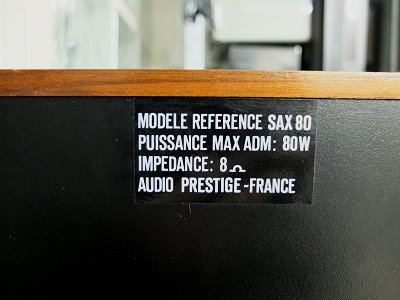 MODELE REFERENCE SAX 80
PUISSANCE MAX ADM: 80W
IMPEDANCE: 8 Ω
AUDIO PRESTIGE-FRANCE